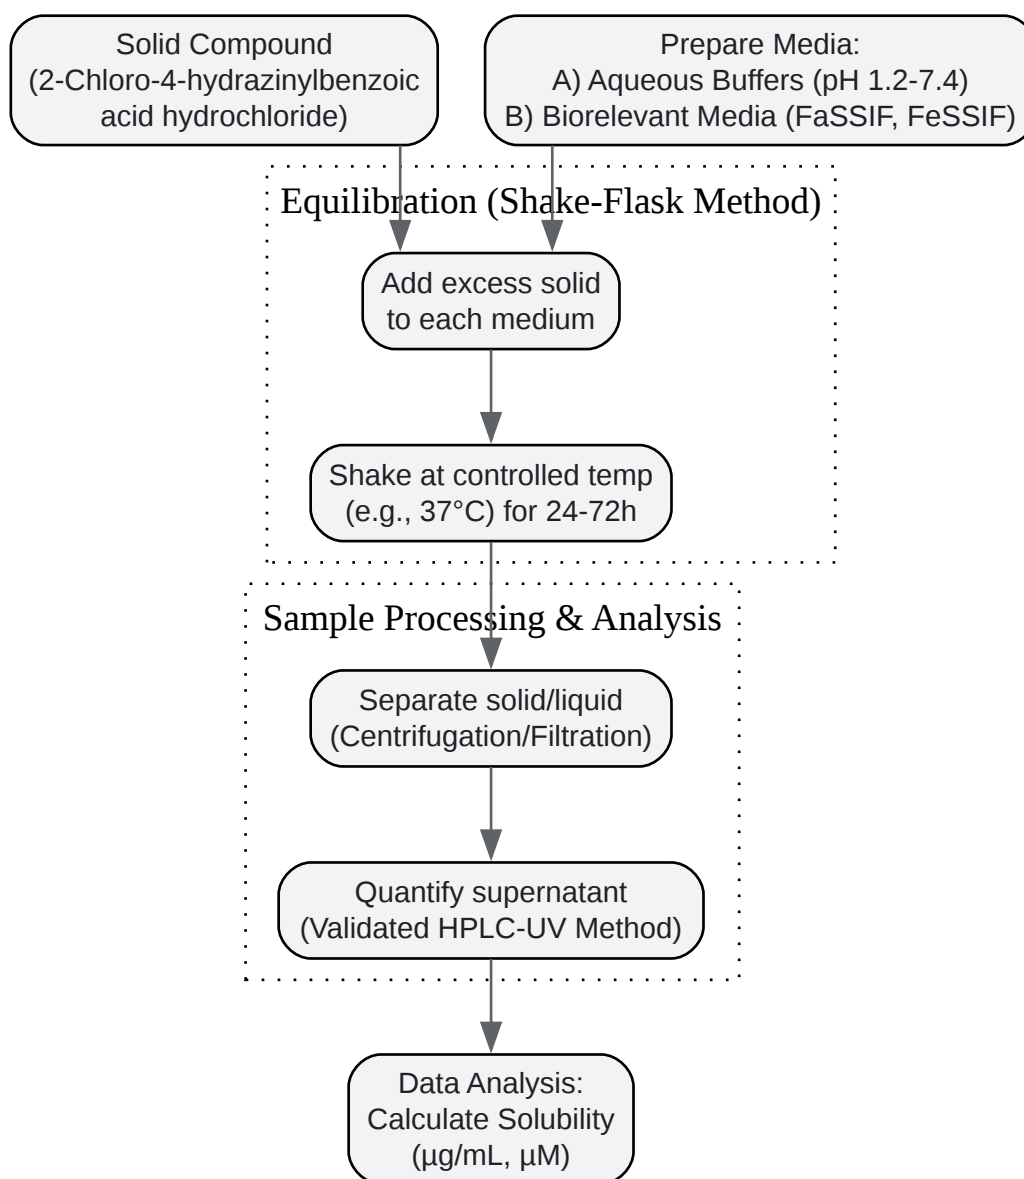 Solid Compound
(2-Chloro-4-hydrazinylbenzoic
acid hydrochloride)
Prepare Media:
A) Aqueous Buffers (pH 1.2-7.4)
B) Biorelevant Media (FaSSIF, FeSSIF)
Equilibration (Shake-Flask Method)
Add excess solid
to each medium
Shake at controlled temp
(e.g., 37°C) for 24-72h
Sample Processing & Analysis
Separate solid/liquid
(Centrifugation/Filtration)
Quantify supernatant
(Validated HPLC-UV Method)
Data Analysis:
Calculate Solubility
(µg/mL, µM)